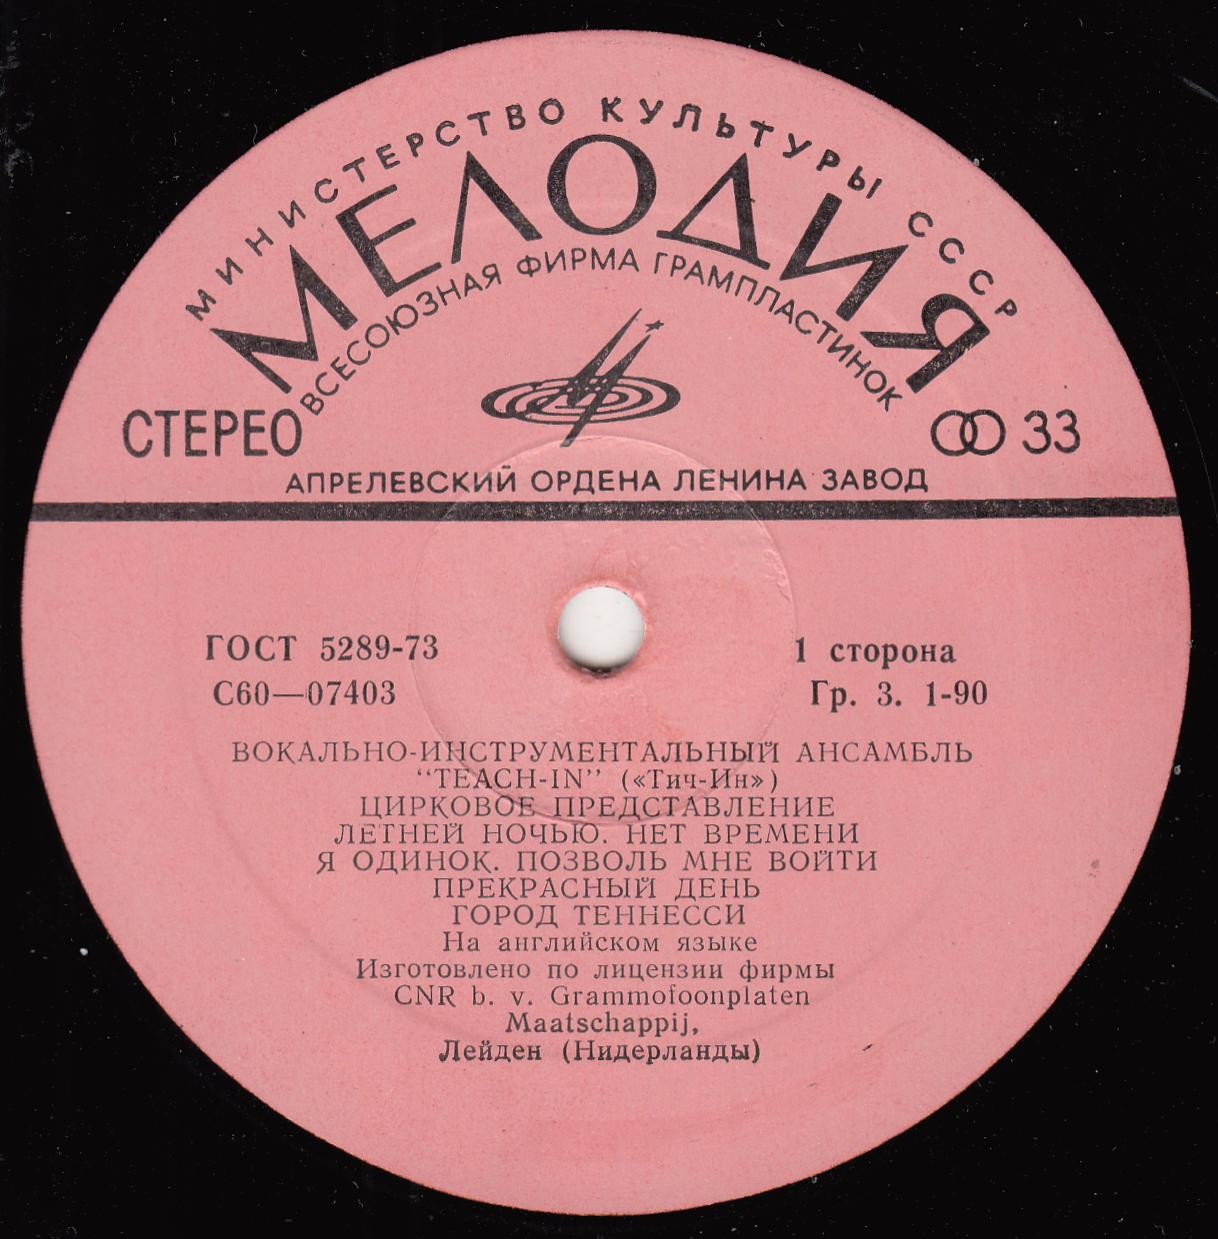 МИНИСТЕРСТВО КУЛЬТУРЫ СССР
МЕЛОДИЯ
ВСЕСОЮЗНАЯ ФИРМА ГРАМПЛАСТИНОК
СТЕРЕО
33
АПРЕЛЕВСКИЙ ОРДЕНА ЛЕНИНА ЗАВОД
ГОСТ 5289-73
1 сторона
С60—07403
Гр. 3. 1-90
ВОКАЛЬНО-ИНСТРУМЕНТАЛЬНЫЙ АНСАМБЛЬ
“TEACH-IN” («Тич-Ин»)
ЦИРКОВОЕ ПРЕДСТАВЛЕНИЕ
ЛЕТНЕЙ НОЧЬЮ. НЕТ ВРЕМЕНИ
Я ОДИНОК. ПОЗВОЛЬ МНЕ ВОЙТИ
ПРЕКРАСНЫЙ ДЕНЬ
ГОРОД ТЕННЕССИ
На английском языке
Изготовлено по лицензии фирмы
CNR b. v. Grammofoonplaten
Maatschappij,
Лейден (Нидерланды)